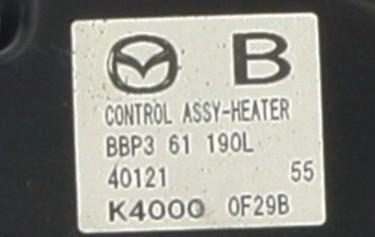 B
CONTROL ASSY-HEATER
BBP3 61 190L
40121 55
K4000 0F29B